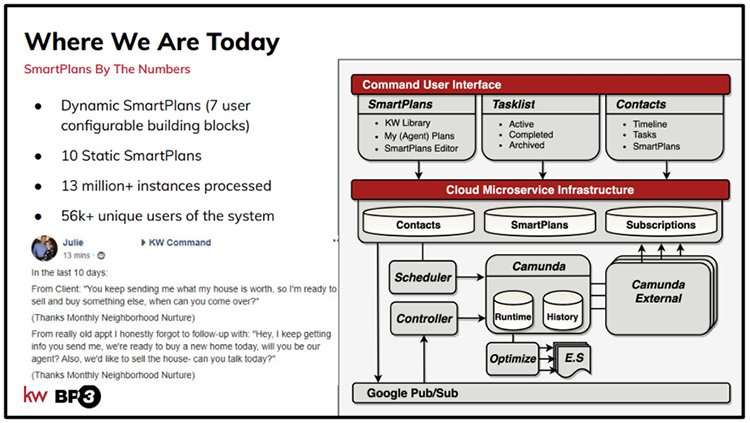 Where We Are Today
SmartPlans By The Numbers
● Dynamic SmartPlans (7 user
configurable building blocks)
● 10 Static SmartPlans
● 13 million+ instances processed
● 56k+ unique users of the system
Julie ▸ KW Command
13 mins ·
In the last 10 days:
From Client: "You keep sending me what my house is worth, so I'm ready to
sell and buy something else, when can you come over?"
(Thanks Monthly Neighborhood Nurture)
From really old appt I honestly forgot to follow-up with: "Hey, I keep getting
info you send me, we're ready to buy a new home today, will you be our
agent? Also, we'd like to sell the house- can you talk today?"
(Thanks Monthly Neighborhood Nurture)
kw BP3
Command User Interface
SmartPlans
• KW Library
• My (Agent) Plans
• SmartPlans Editor
Tasklist
• Active
• Completed
• Archived
Contacts
• Timeline
• Tasks
• SmartPlans
Cloud Microservice Infrastructure
Contacts
SmartPlans
Subscriptions
Scheduler
Controller
Camunda
Runtime
History
Camunda
External
Optimize
E.S
Google Pub/Sub